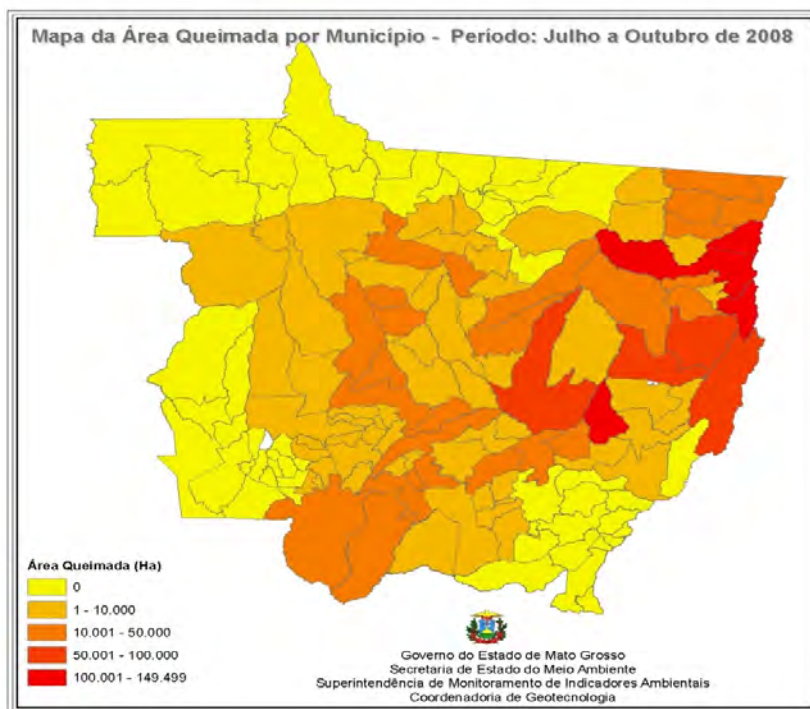 Mapa da Área Queimada por Município - Período: Julho a Outubro de 2008
Área Queimada (Ha)
0
1 - 10.000
10.001 - 50.000
50.001 - 100.000
100.001 - 149.499
Governo do Estado de Mato Grosso
Secretaria de Estado do Meio Ambiente
Superintendência de Monitoramento de Indicadores Ambientais
Coordenadoria de Geotecnologia